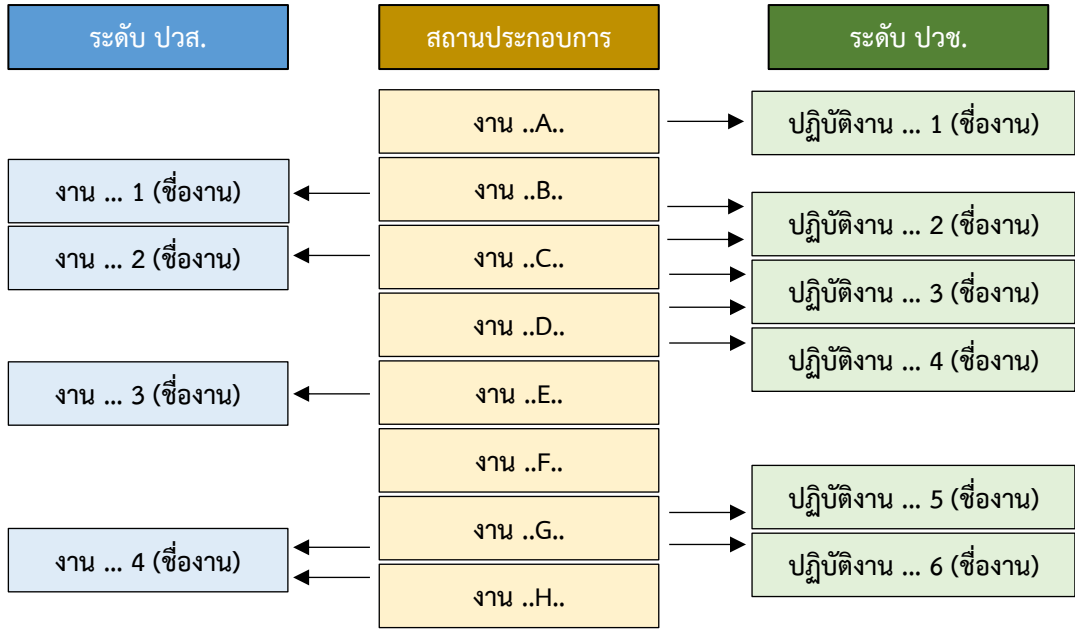 ระดับ ปวส.
สถานประกอบการ
ระดับ ปวช.
งาน ..A..
ปฏิบัติงาน ... 1 (ชื่องาน)
งาน ... 1 (ชื่องาน)
งาน ..B..
ปฏิบัติงาน ... 2 (ชื่องาน)
งาน ... 2 (ชื่องาน)
งาน ..C..
ปฏิบัติงาน ... 3 (ชื่องาน)
งาน ..D..
ปฏิบัติงาน ... 4 (ชื่องาน)
งาน ... 3 (ชื่องาน)
งาน ..E..
งาน ..F..
ปฏิบัติงาน ... 5 (ชื่องาน)
งาน ..G..
งาน ... 4 (ชื่องาน)
ปฏิบัติงาน ... 6 (ชื่องาน)
งาน ..H..